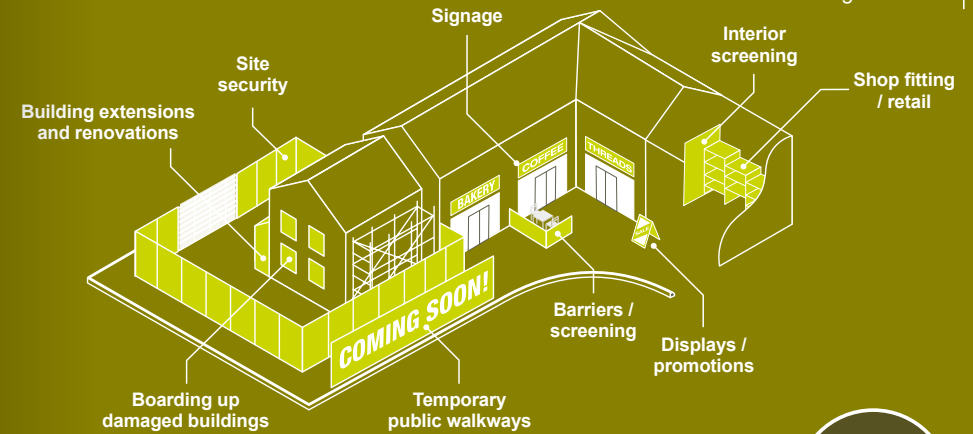 Signage
Interior
screening
Site
security
Shop fitting
/ retail
Building extensions
and renovations
BAKERY
COFFEE
THREADS
SALE
COMING SOON!
Barriers /
screening
Displays /
promotions
Boarding up
damaged buildings
Temporary
public walkways